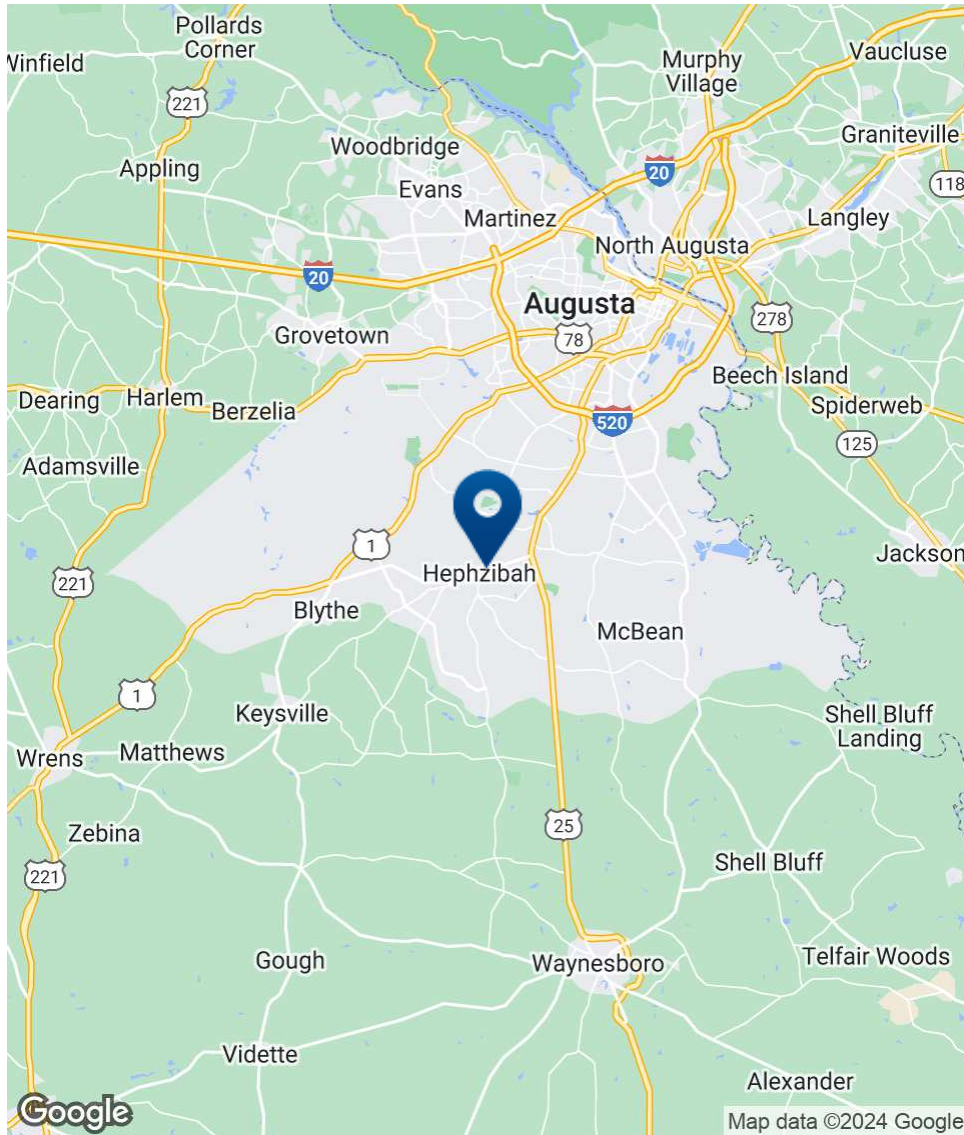 Pollards
Corner
Winfield
Murphy
Village
Vaucluse
221
Woodbridge
Graniteville
Appling
Evans
20
118
Martinez
Langley
North Augusta
20
Augusta
278
Grovetown
78
Beech Island
Dearing
Harlem
Berzelia
Spiderweb
520
125
Adamsville
1
Jackson
Hephzibah
221
Blythe
McBean
1
Keysville
Shell Bluff
Landing
Wrens
Matthews
25
Zebina
Shell Bluff
221
Gough
Waynesboro
Telfair Woods
Vidette
Alexander
Google
Map data ©2024 Google